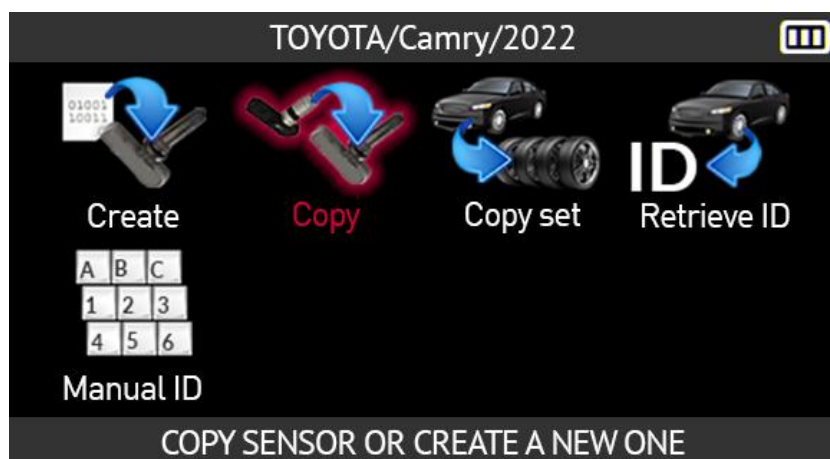 TOYOTA/Camry/2022
01001
10011
Create
Copy
Copy set
ID
Retrieve ID
A B C
1 2 3
4 5 6
Manual ID
COPY SENSOR OR CREATE A NEW ONE